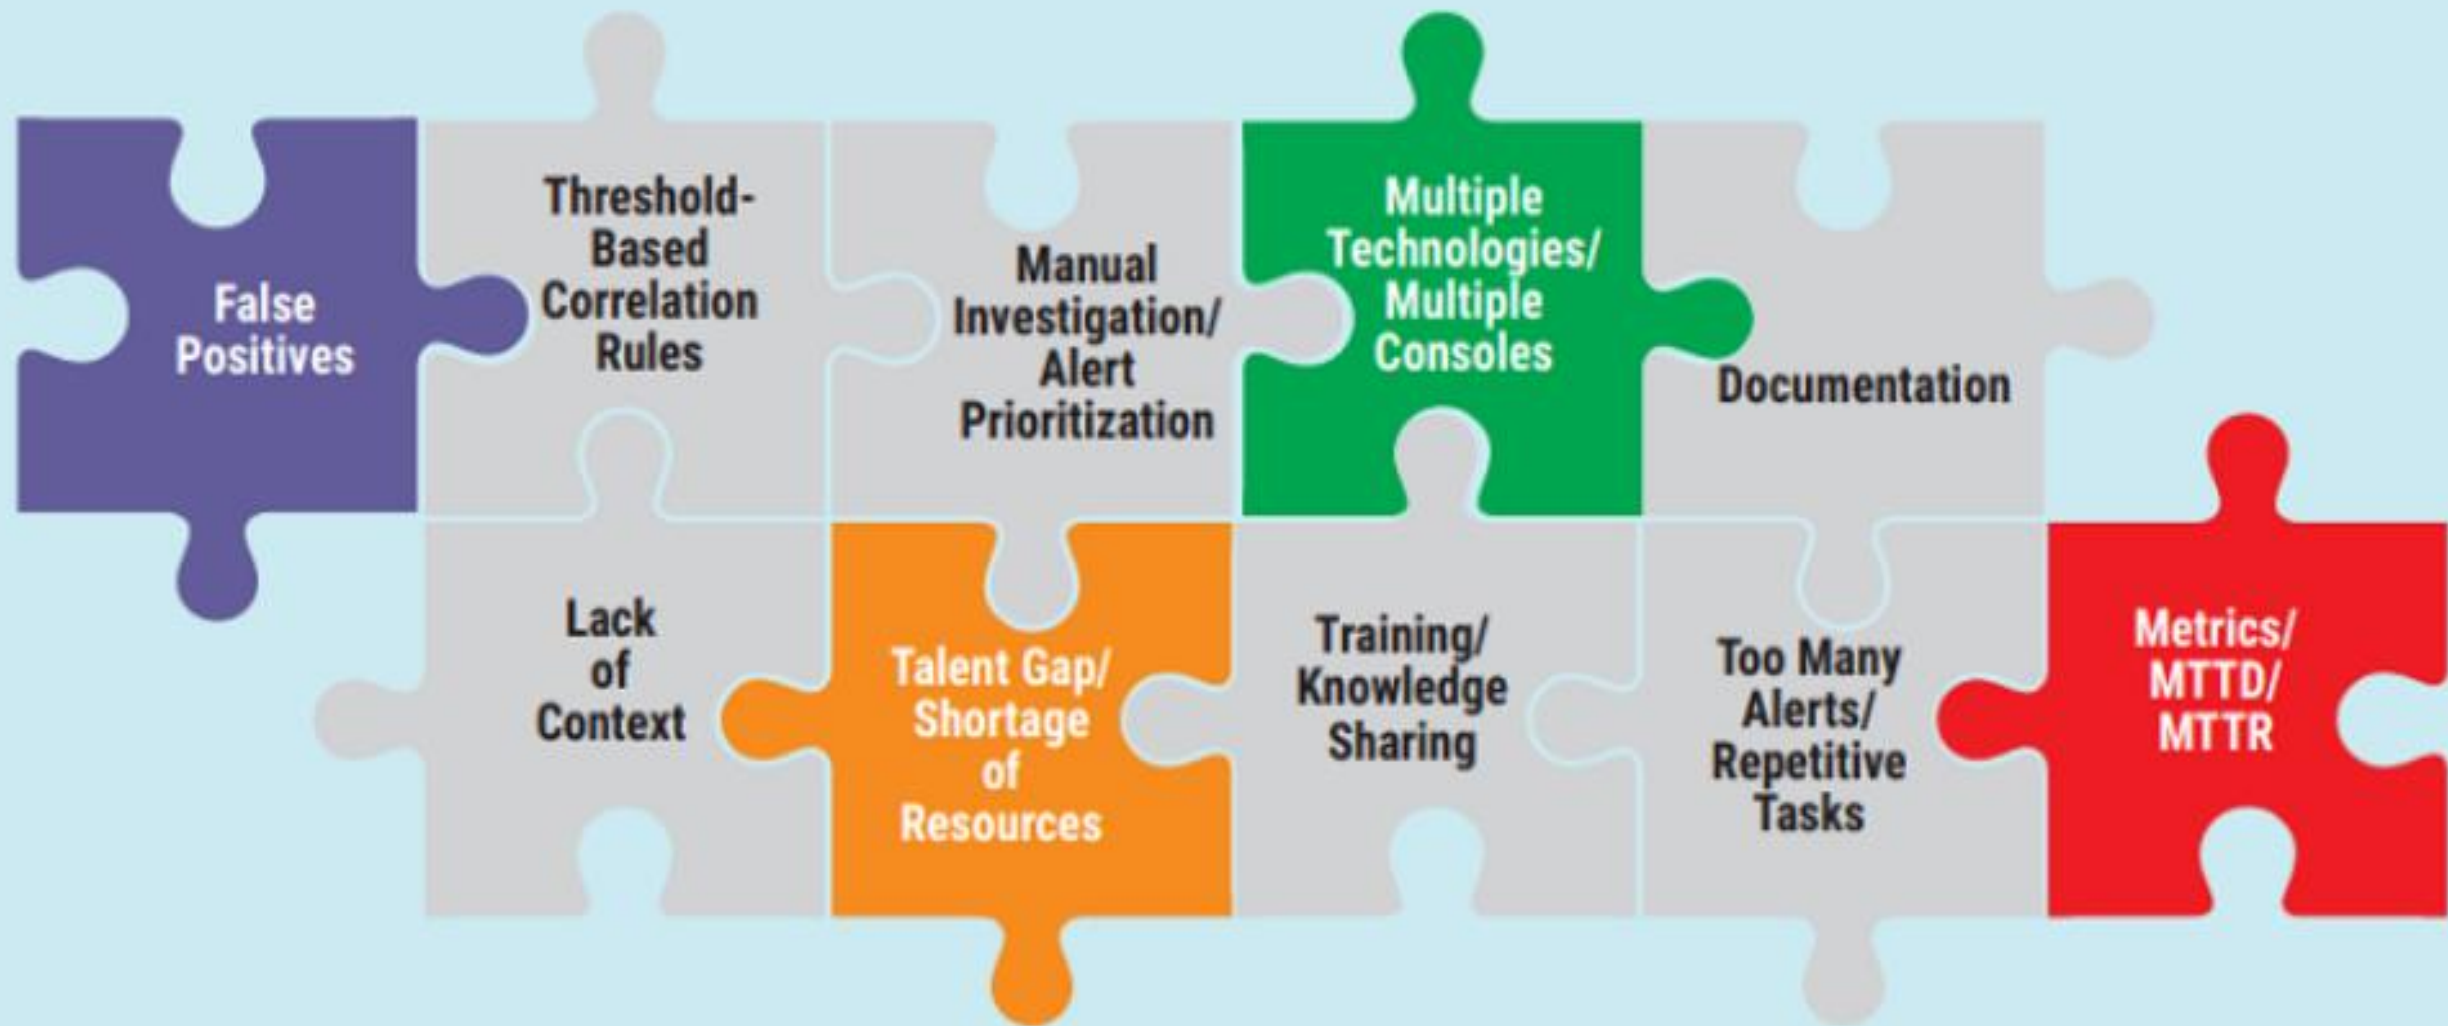 False
Positives
Threshold-
Based
Correlation
Rules
Manual
Investigation/
Alert
Prioritization
Multiple
Technologies/
Multiple
Consoles
Documentation
Lack
of
Context
Talent Gap/
Shortage
of
Resources
Training/
Knowledge
Sharing
Too Many
Alerts/
Repetitive
Tasks
Metrics/
MTTD/
MTTR